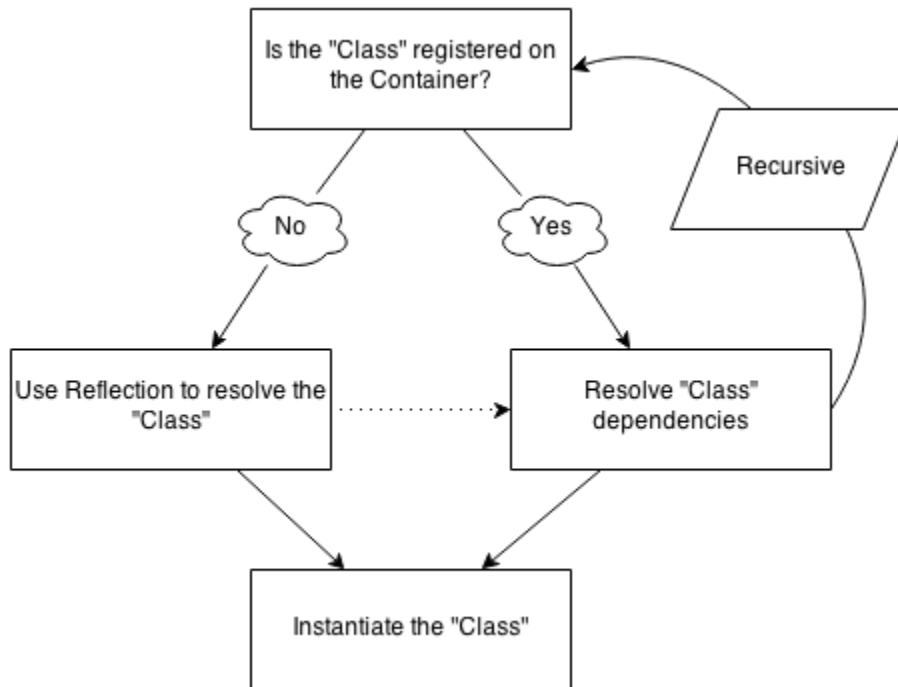 Is the "Class" registered on
the Container?
Recursive
No
Yes
Use Reflection to resolve the
"Class"
Resolve "Class"
dependencies
Instantiate the "Class"